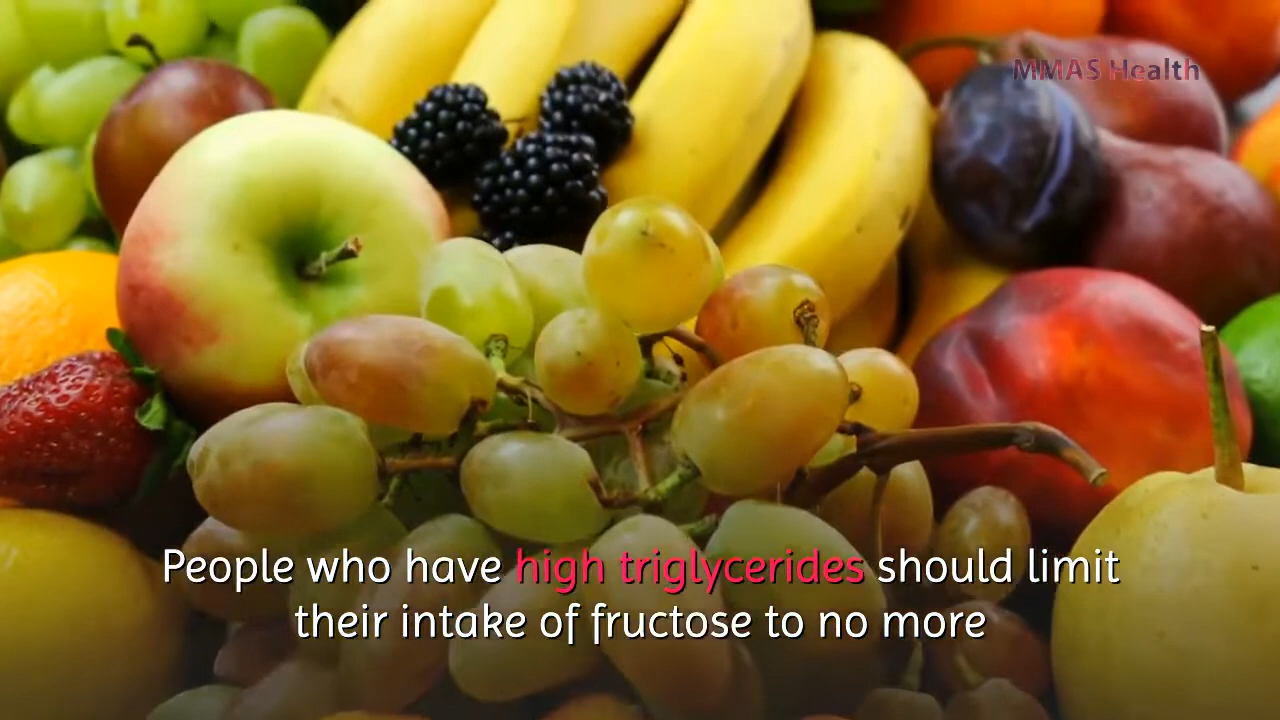 MMAS Health
People who have high triglycerides should limit
their intake of fructose to no more